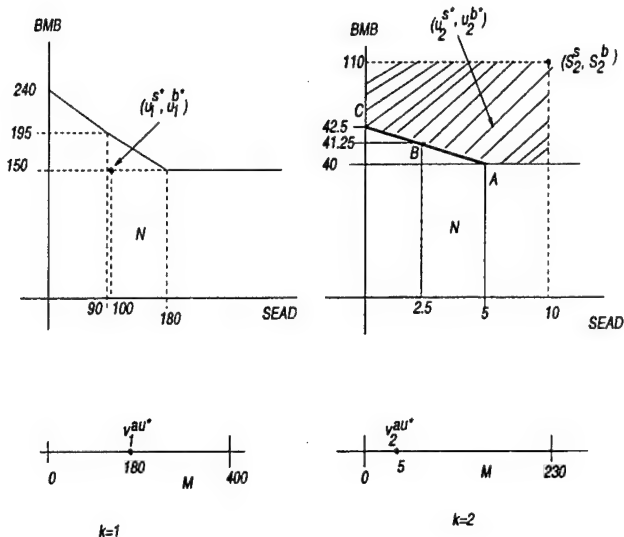 BMB
240
195
150
(u₁ˢ*, u₁ᵇ*)
N
90 100 180 SEAD
BMB
(u₂ˢ*, u₂ᵇ*)
110
(S₂ˢ, S₂ᵇ)
C
42.5
41.25
40
B
A
N
2.5 5 10 SEAD
v₁ᵃᵘ*
0 180 M 400
k=1
v₂ᵃᵘ*
0 5 M 230
k=2